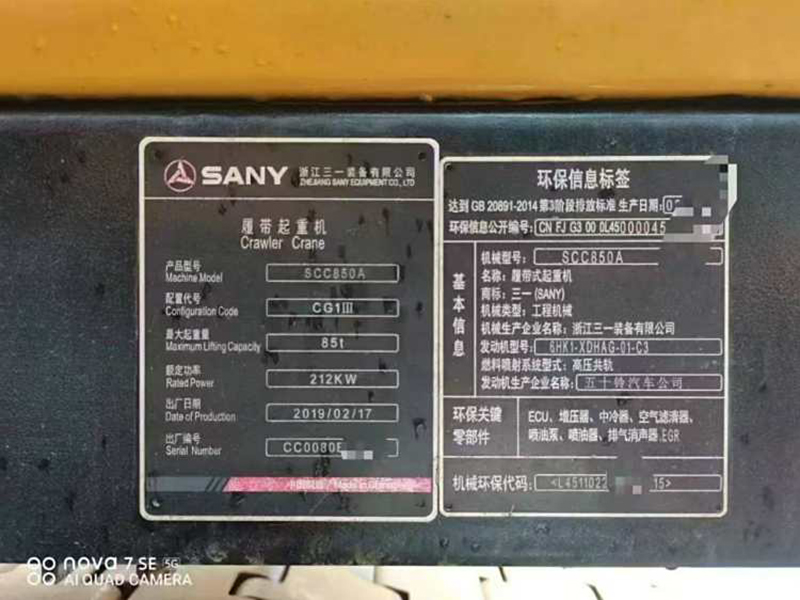 SANY 浙江三一装备有限公司
ZHEJIANG SANY EQUIPMENT CO., LTD
履带起重机
Crawler Crane
产品型号
Machine Model
SCC850A
配置代号
Configuration Code
CG1III
最大起重量
Maximum Lifting Capacity
85t
额定功率
Rated Power
212KW
出厂日期
Date of Production
2019/02/17
出厂编号
Serial Number
CC0080
环保信息标签
达到 GB 20891-2014 第3阶段排放标准 生产日期: 0
环保信息公开编号: CN FJ G3 00 0L45000045
基本信息
机械型号: SCC850A
名称: 履带式起重机
商标: 三一 (SANY)
机械类型: 工程机械
机械生产企业名称: 浙江三一装备有限公司
发动机型号: 6HK1-XDHAG-01-C3
燃料喷射系统型式: 高压共轨
发动机生产企业名称: 五十铃汽车公司
环保关键
零部件
ECU、增压器、中冷器、空气滤清器、
喷油泵、喷油器、排气消声器.EGR
机械环保代码: <L4511022 15>
nova 7 SE 5G
AI QUAD CAMERA